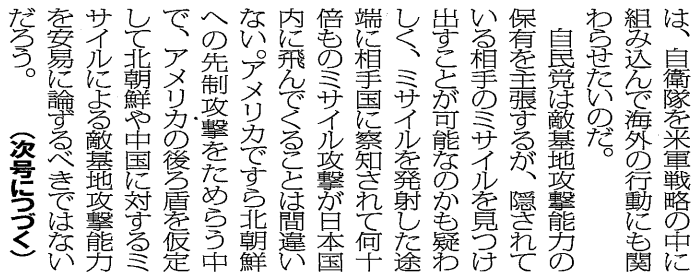 は、自衛隊を米軍戦略の中に
組み込んで海外の行動にも関
わらせたいのだ。
　自民党は敵基地攻撃能力の
保有を主張するが、隠されて
いる相手のミサイルを見つけ
出すことが可能なのかも疑わ
しく、ミサイルを発射した途
端に相手国に察知されて何十
倍ものミサイル攻撃が日本国
内に飛んでくることは間違い
ない。アメリカですら北朝鮮
への先制攻撃をためらう中
で、アメリカの後ろ盾を仮定
して北朝鮮や中国に対するミ
サイルによる敵基地攻撃能力
を安易に論ずるべきではない
だろう。
（次号につづく）